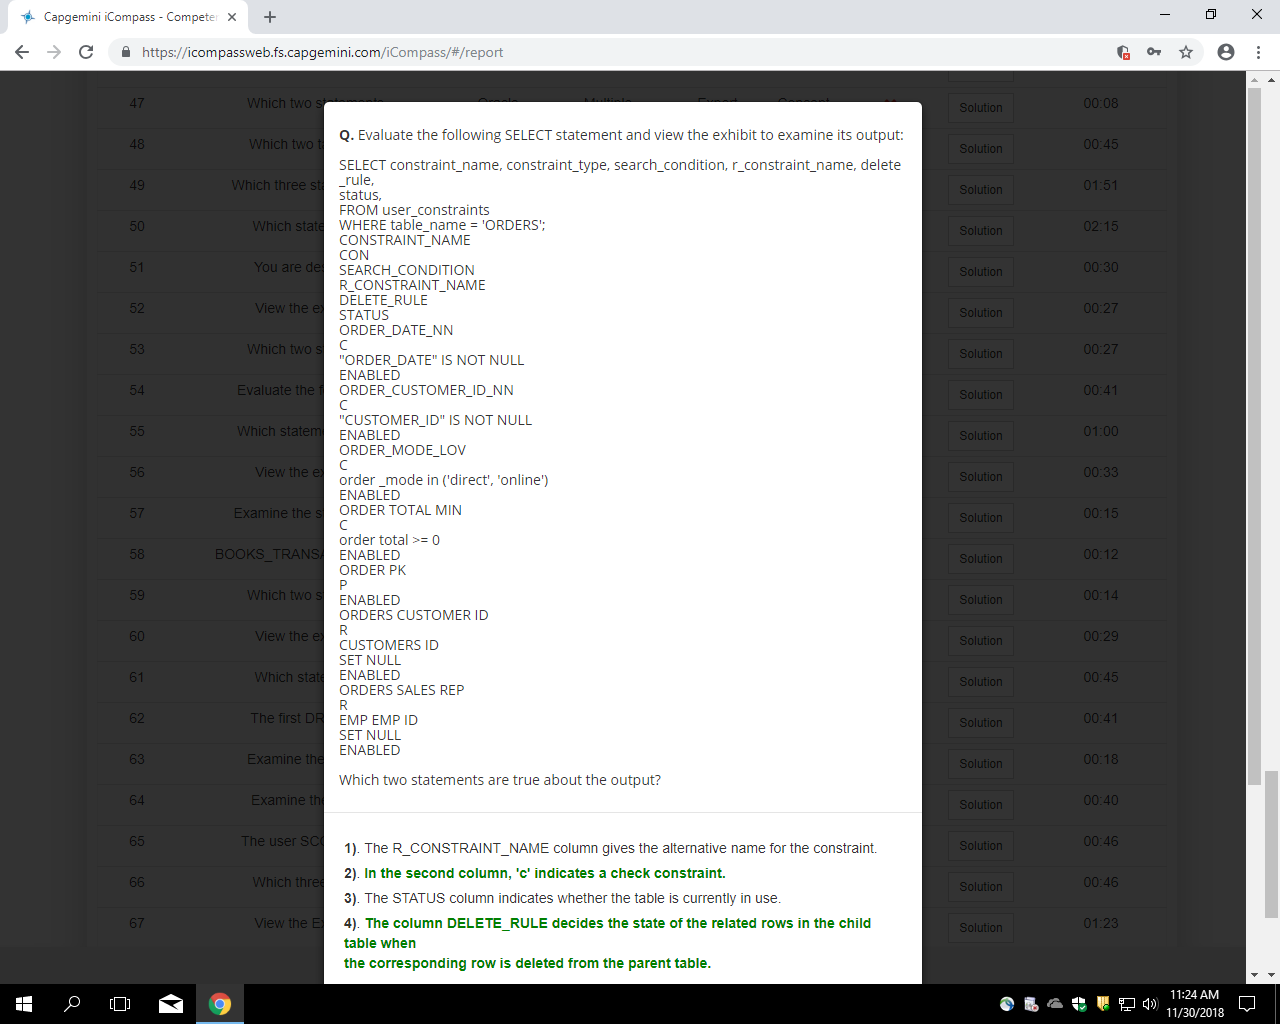 Capgemini iCompass - Competen
https://icompassweb.fs.capgemini.com/iCompass/#/report
47 Which two statements Solution 00:08
48 Which two t Solution 00:45
49 Which three sta Solution 01:51
50 Which state Solution 02:15
51 You are de Solution 00:30
52 View the ex Solution 00:27
53 Which two s Solution 00:27
54 Evaluate the f Solution 00:41
55 Which statem Solution 01:00
56 View the ex Solution 00:33
57 Examine the s Solution 00:15
58 BOOKS_TRANSA Solution 00:12
59 Which two s Solution 00:14
60 View the ex Solution 00:29
61 Which state Solution 00:45
62 The first DR Solution 00:41
63 Examine the Solution 00:18
64 Examine the Solution 00:40
65 The user SCO Solution 00:46
66 Which three Solution 00:46
67 View the Ex Solution 01:23
Q. Evaluate the following SELECT statement and view the exhibit to examine its output:
SELECT constraint_name, constraint_type, search_condition, r_constraint_name, delete
_rule,
status,
FROM user_constraints
WHERE table_name = 'ORDERS';
CONSTRAINT_NAME
CON
SEARCH_CONDITION
R_CONSTRAINT_NAME
DELETE_RULE
STATUS
ORDER_DATE_NN
C
"ORDER_DATE" IS NOT NULL
ENABLED
ORDER_CUSTOMER_ID_NN
C
"CUSTOMER_ID" IS NOT NULL
ENABLED
ORDER_MODE_LOV
C
order _mode in ('direct', 'online')
ENABLED
ORDER TOTAL MIN
C
order total >= 0
ENABLED
ORDER PK
P
ENABLED
ORDERS CUSTOMER ID
R
CUSTOMERS ID
SET NULL
ENABLED
ORDERS SALES REP
R
EMP EMP ID
SET NULL
ENABLED
Which two statements are true about the output?
1). The R_CONSTRAINT_NAME column gives the alternative name for the constraint.
2). In the second column, 'c' indicates a check constraint.
3). The STATUS column indicates whether the table is currently in use.
4). The column DELETE_RULE decides the state of the related rows in the child
table when
the corresponding row is deleted from the parent table.
11:24 AM
11/30/2018